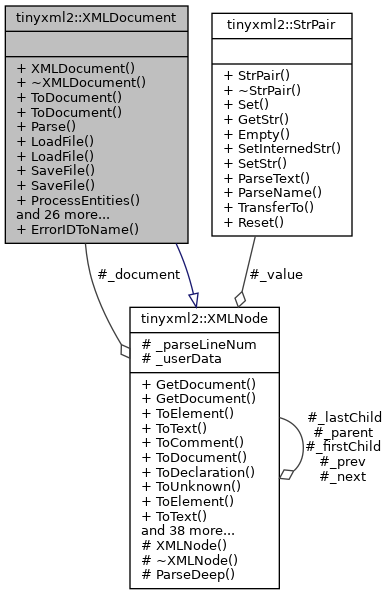 tinyxml2::XMLDocument
+ XMLDocument()
+ ~XMLDocument()
+ ToDocument()
+ ToDocument()
+ Parse()
+ LoadFile()
+ LoadFile()
+ SaveFile()
+ SaveFile()
+ ProcessEntities()
and 26 more...
+ ErrorIDToName()
tinyxml2::StrPair
+ StrPair()
+ ~StrPair()
+ Set()
+ GetStr()
+ Empty()
+ SetInternedStr()
+ SetStr()
+ ParseText()
+ ParseName()
+ TransferTo()
+ Reset()
#_document
#_value
tinyxml2::XMLNode
# _parseLineNum
# _userData
+ GetDocument()
+ GetDocument()
+ ToElement()
+ ToText()
+ ToComment()
+ ToDocument()
+ ToDeclaration()
+ ToUnknown()
+ ToElement()
+ ToText()
and 38 more...
# XMLNode()
# ~XMLNode()
# ParseDeep()
#_lastChild
#_parent
#_firstChild
#_prev
#_next